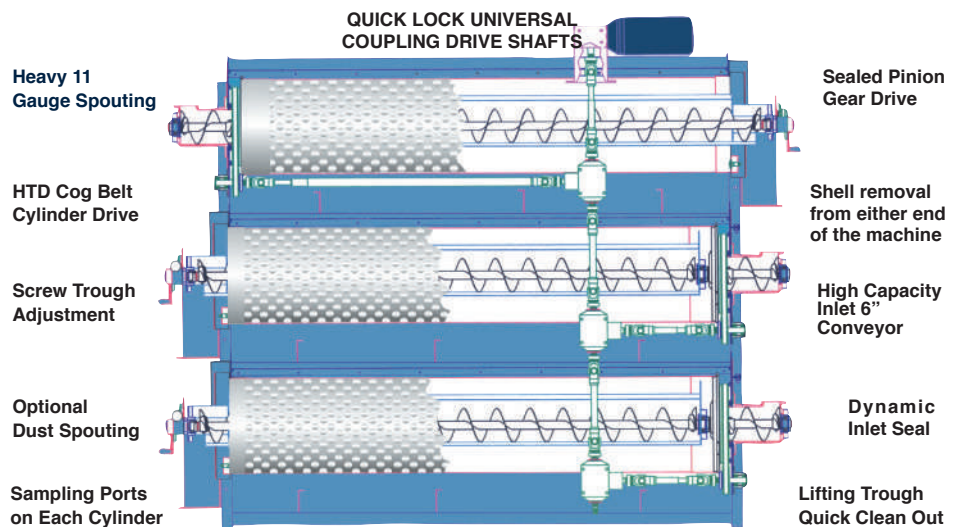 QUICK LOCK UNIVERSAL
COUPLING DRIVE SHAFTS
Heavy 11
Gauge Spouting
Sealed Pinion
Gear Drive
HTD Cog Belt
Cylinder Drive
Shell removal
from either end
of the machine
Screw Trough
Adjustment
High Capacity
Inlet 6”
Conveyor
Optional
Dust Spouting
Dynamic
Inlet Seal
Sampling Ports
on Each Cylinder
Lifting Trough
Quick Clean Out